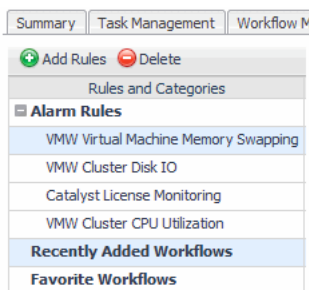 Summary Task Management Workflow M
Add Rules Delete
Rules and Categories
Alarm Rules
VMW Virtual Machine Memory Swapping
VMW Cluster Disk IO
Catalyst License Monitoring
VMW Cluster CPU Utilization
Recently Added Workflows
Favorite Workflows